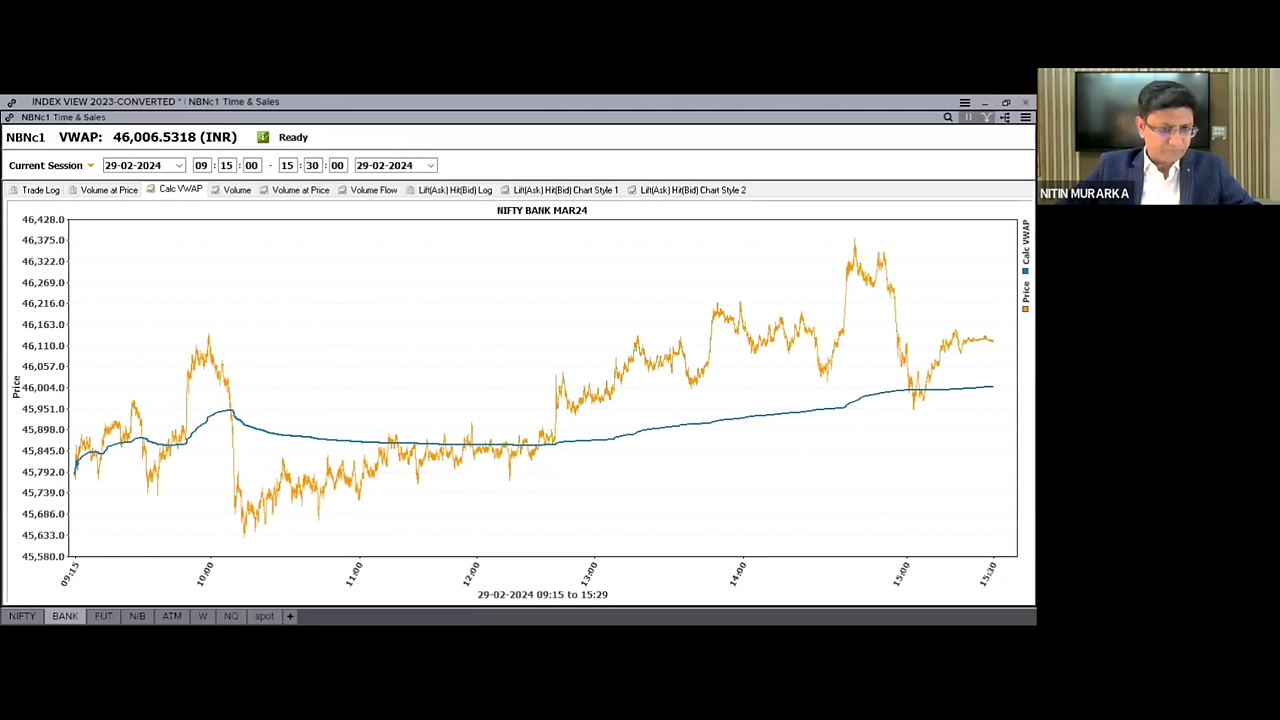 INDEX VIEW 2023-CONVERTED * | NBNc1 Time & Sales
NBNc1 Time & Sales
NBNc1 VWAP: 46,006.5318 (INR) Ready
Current Session 29-02-2024 09 : 15 : 00 - 15 : 30 : 00 29-02-2024
Trade Log Volume at Price Calc VWAP Volume Volume at Price Volume Flow Lift(Ask) Hit(Bid) Log Lift(Ask) Hit(Bid) Chart Style 1 Lift(Ask) Hit(Bid) Chart Style 2
NITIN MURARKA
NIFTY BANK MAR24
46,428.0
46,375.0
46,322.0
46,269.0
46,216.0
46,163.0
46,110.0
46,057.0
46,004.0
45,951.0
45,898.0
45,845.0
45,792.0
45,739.0
45,686.0
45,633.0
45,580.0
Price
Calc VWAP
Price
09:15 10:00 11:00 12:00 13:00 14:00 15:00 15:30
29-02-2024 09:15 to 15:29
NIFTY BANK FUT N/B ATM W NQ spot +